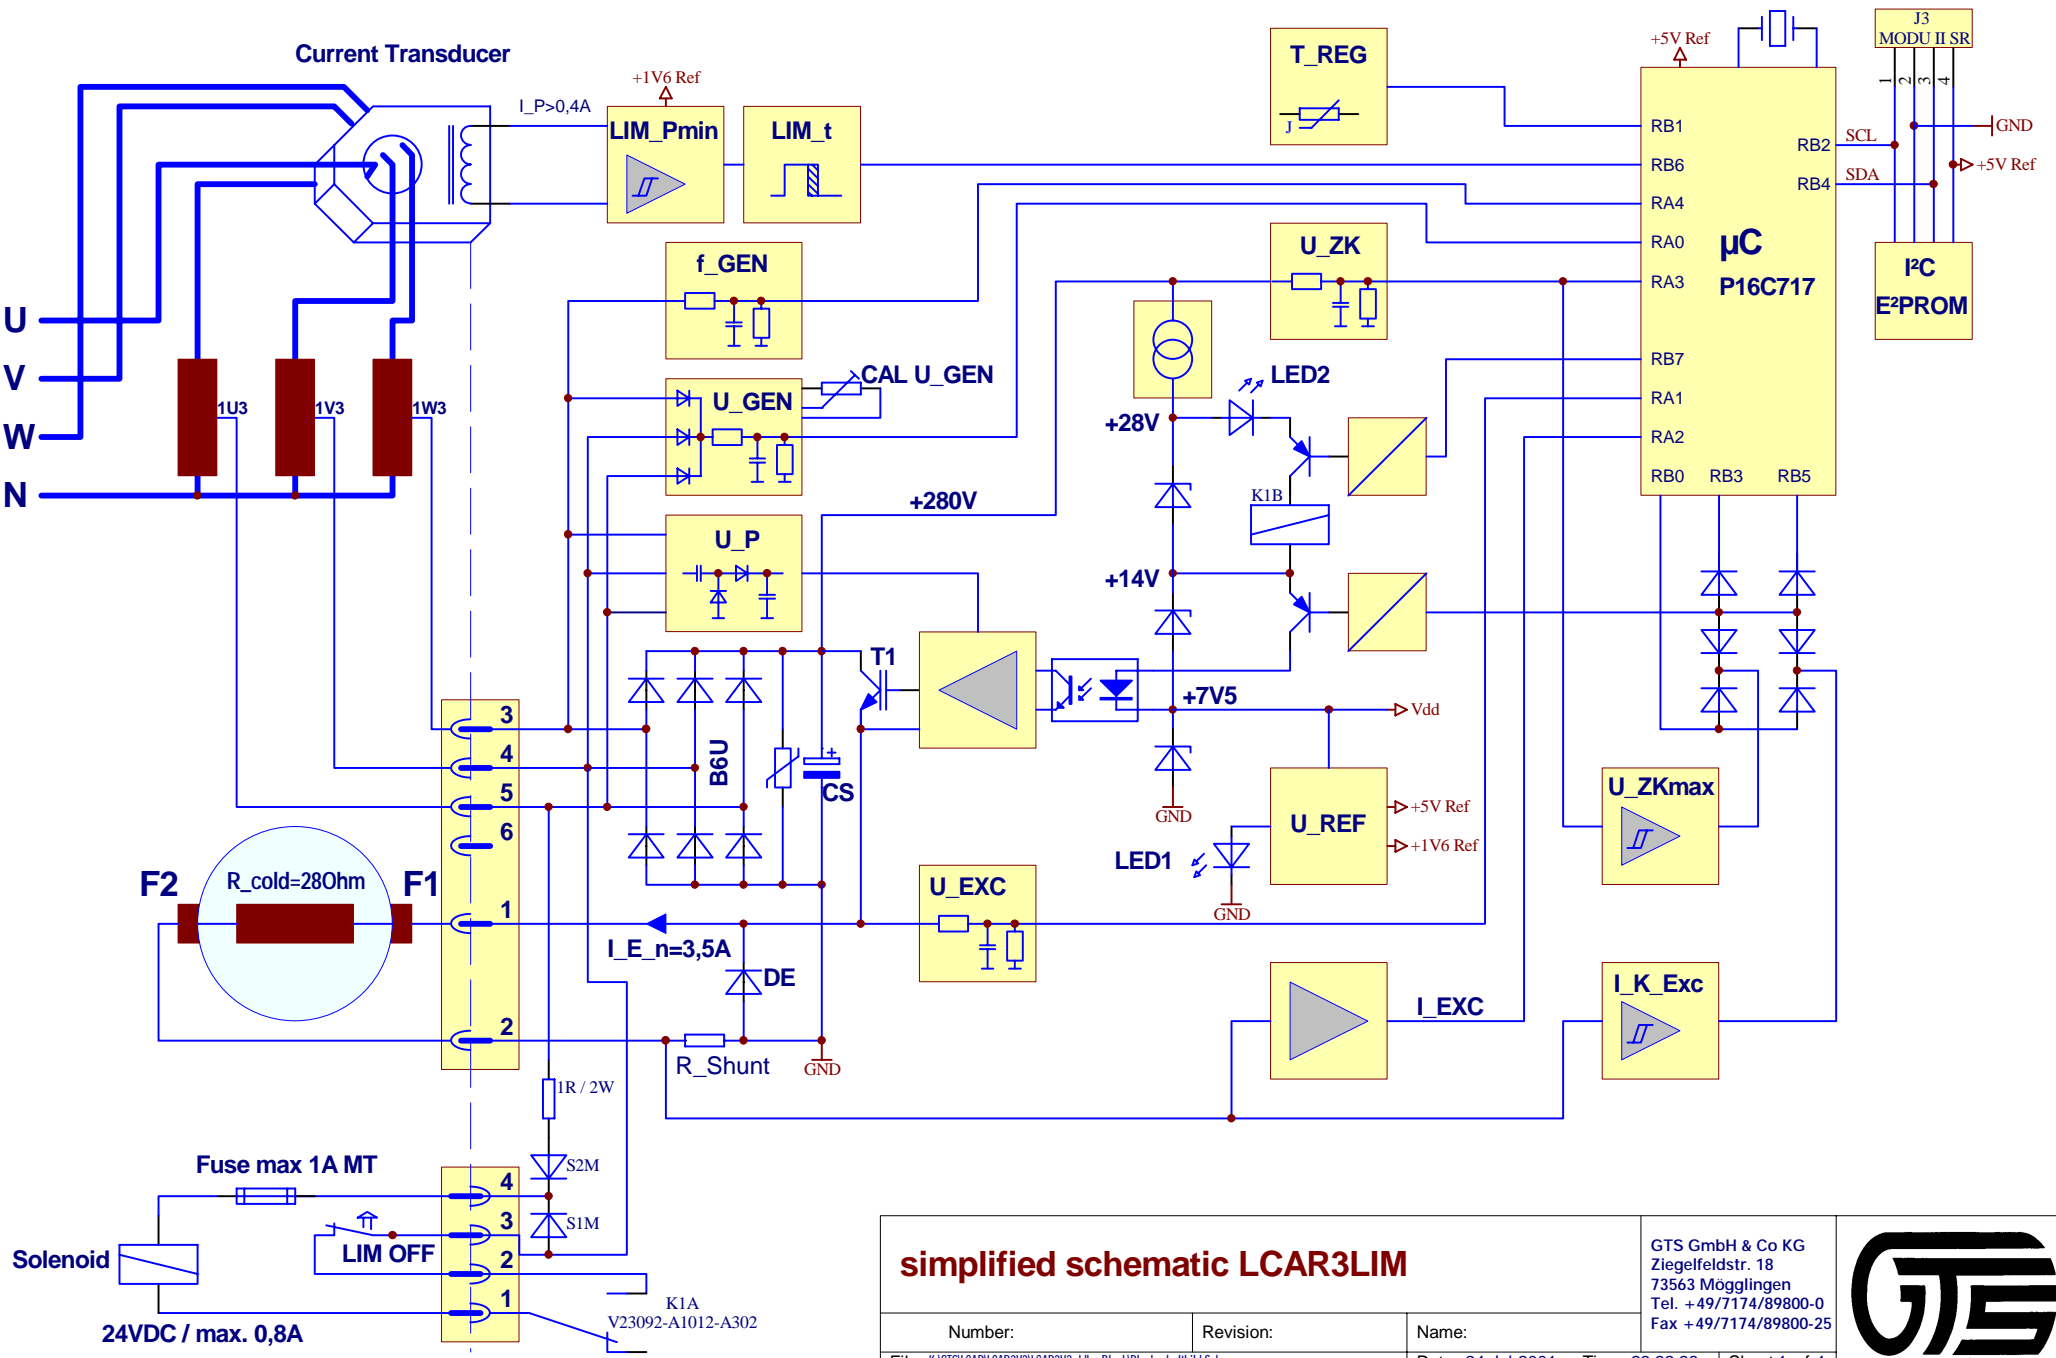 Current Transducer
+1V6 Ref
I_P>0,4A
LIM_Pmin
LIM_t
T_REG
J
+5V Ref
J3
MODU II SR
1
2
3
4
RB1
RB6
RA4
RA0
RA3
RB7
RA1
RA2
RB0
RB3
RB5
RB2
RB4
µC
P16C717
SCL
SDA
GND
+5V Ref
I²C
E²PROM
f_GEN
U_GEN
CAL U_GEN
U_ZK
U
V
W
N
1U3
1V3
1W3
LED2
+28V
K1B
+280V
U_P
+14V
T1
+7V5
Vdd
3
4
5
6
1
2
B6U
CS
GND
U_REF
+5V Ref
+1V6 Ref
LED1
GND
U_ZKmax
F2
R_cold=28Ohm
F1
U_EXC
I_E_n=3,5A
DE
I_EXC
I_K_Exc
R_Shunt
GND
1R / 2W
Fuse max 1A MT
S2M
S1M
4
3
2
1
LIM OFF
Solenoid
24VDC / max. 0,8A
K1A
V23092-A1012-A302
simplified schematic LCAR3LIM
GTS GmbH & Co KG
Ziegelfeldstr. 18
73563 Mögglingen
Tel. +49/7174/89800-0
Fax +49/7174/89800-25
GTS
Number:
Revision:
Name: